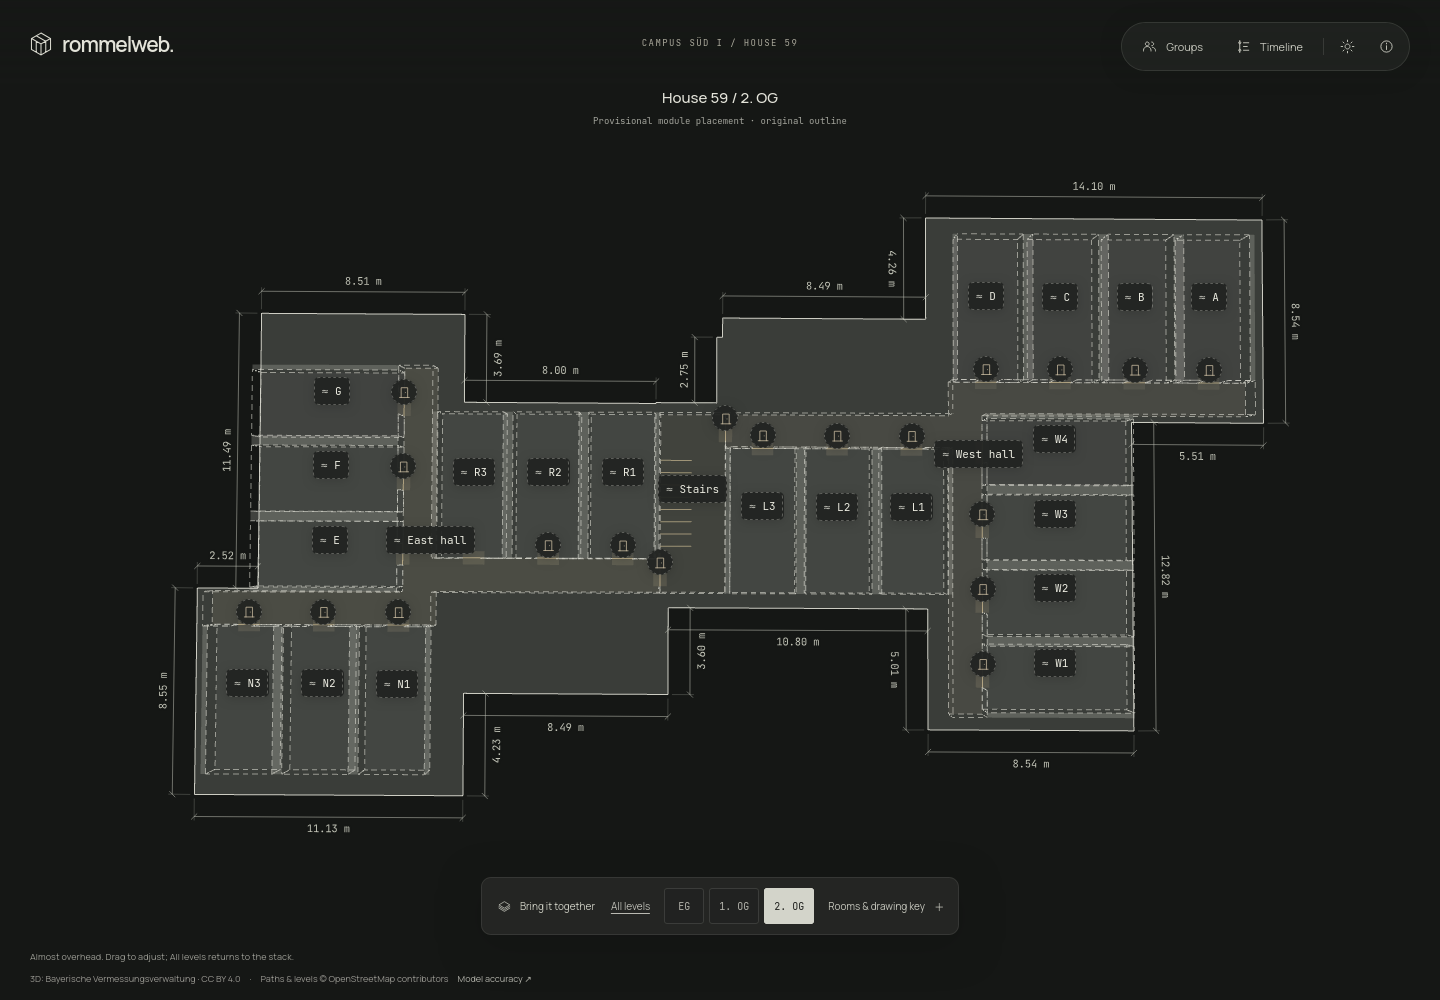 rommelweb.
CAMPUS SÜD I / HOUSE 59
Groups
Timeline
House 59 / 2. OG
Provisional module placement · original outline
14.10 m
8.51 m
8.49 m
4.26 m
8.54 m
3.69 m
8.00 m
2.75 m
≈ D
≈ C
≈ B
≈ A
≈ G
11.49 m
≈ F
≈ R3
≈ R2
≈ R1
≈ Stairs
≈ L3
≈ L2
≈ L1
≈ West hall
≈ W4
5.51 m
≈ W3
≈ E
≈ East hall
2.52 m
12.82 m
≈ W2
3.60 m
10.80 m
5.01 m
≈ W1
8.55 m
≈ N3
≈ N2
≈ N1
8.49 m
4.23 m
8.54 m
11.13 m
Bring it together
All levels
EG
1. OG
2. OG
Rooms & drawing key +
Almost overhead. Drag to adjust; All levels returns to the stack.
3D: Bayerische Vermessungsverwaltung · CC BY 4.0 · Paths & levels © OpenStreetMap contributors Model accuracy ↗